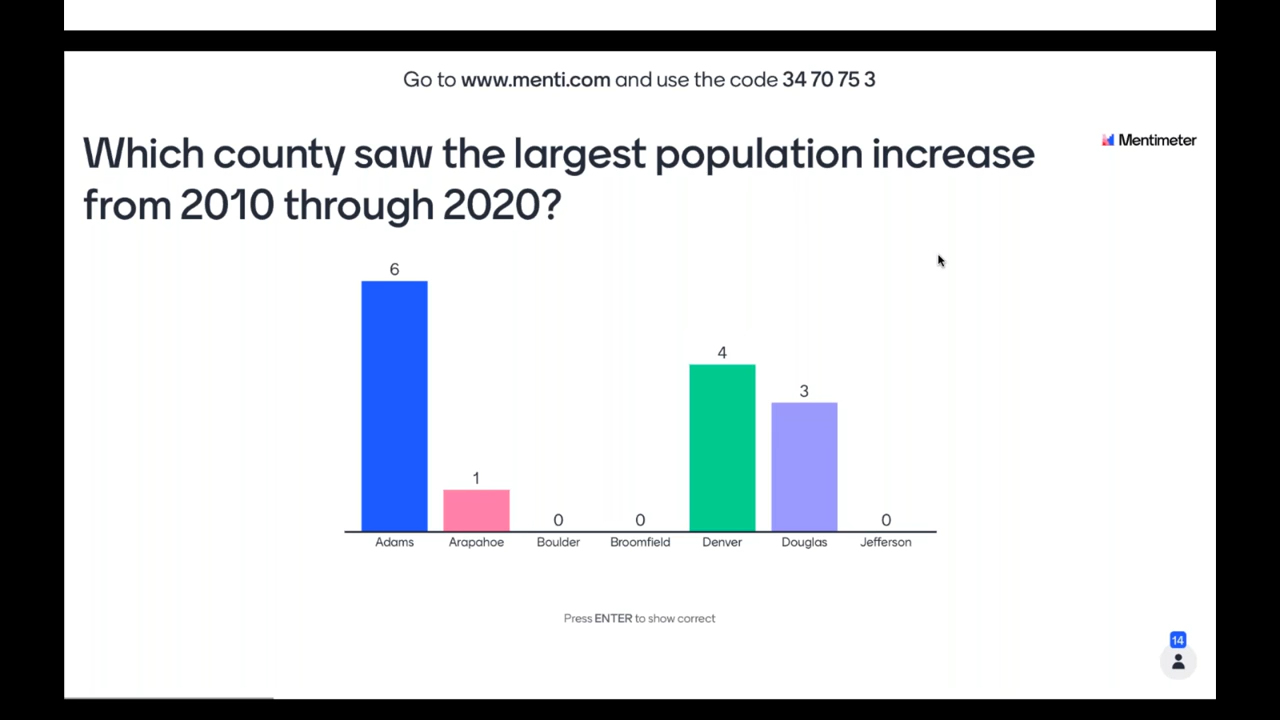 Go to www.menti.com and use the code 34 70 75 3
Mentimeter
Which county saw the largest population increase
from 2010 through 2020?
6
1
0
0
4
3
0
Adams
Arapahoe
Boulder
Broomfield
Denver
Douglas
Jefferson
Press ENTER to show correct
14